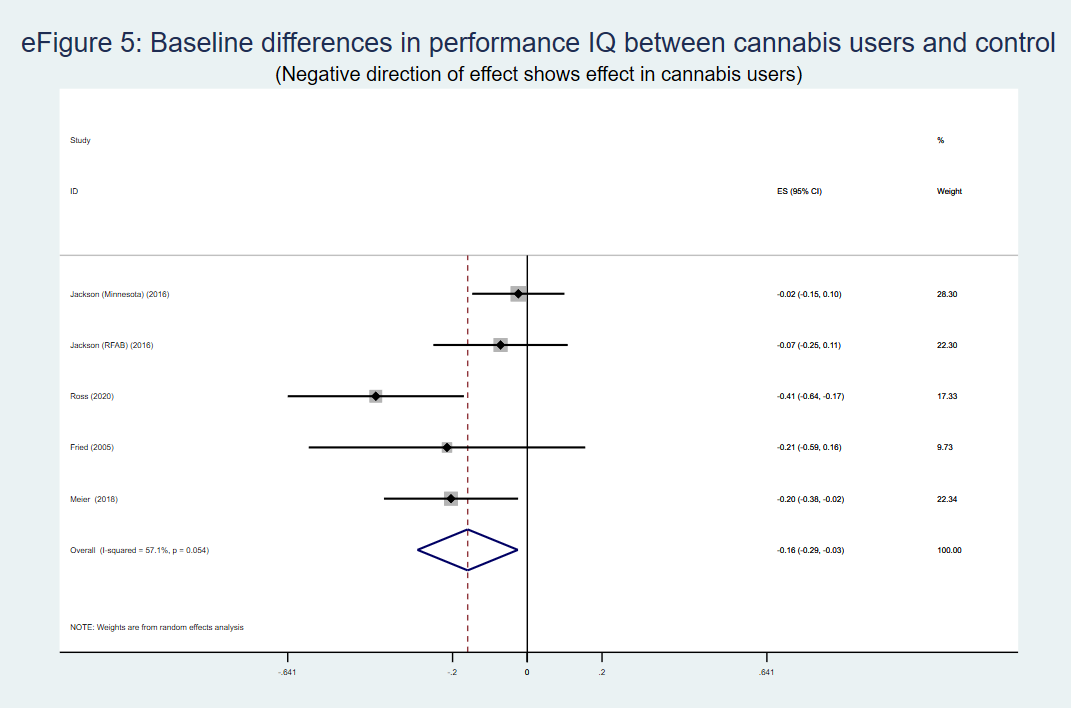 eFigure 5: Baseline differences in performance IQ between cannabis users and control
(Negative direction of effect shows effect in cannabis users)
Study %
ID ES (95% CI) Weight
Jackson (Minnesota) (2016) -0.02 (-0.15, 0.10) 28.30
Jackson (RFAB) (2016) -0.07 (-0.25, 0.11) 22.30
Ross (2020) -0.41 (-0.64, -0.17) 17.33
Fried (2005) -0.21 (-0.59, 0.16) 9.73
Meier (2018) -0.20 (-0.38, -0.02) 22.34
Overall (I-squared = 57.1%, p = 0.054) -0.16 (-0.29, -0.03) 100.00
NOTE: Weights are from random effects analysis
-.641 -.2 0 .2 .641